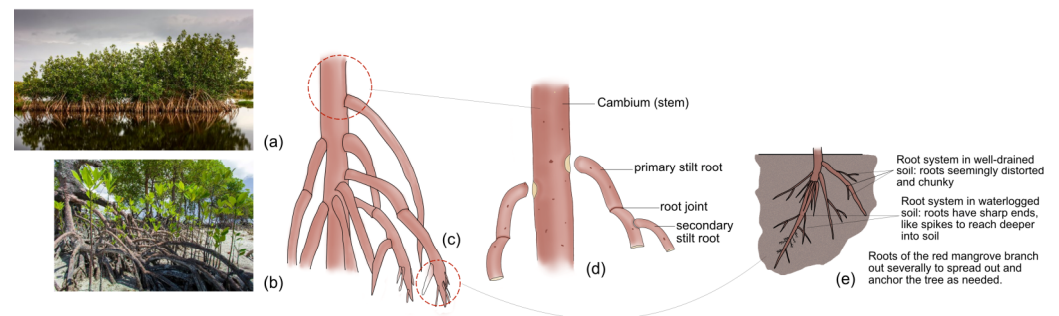 (a)
(b)
(c)
Cambium (stem)
primary stilt root
root joint
secondary
stilt root
(d)
Root system in well-drained
soil: roots seemingly distorted
and chunky
Root system in waterlogged
soil: roots have sharp ends,
like spikes to reach deeper
into soil
Roots of the red mangrove branch
out severally to spread out and
anchor the tree as needed.
(e)